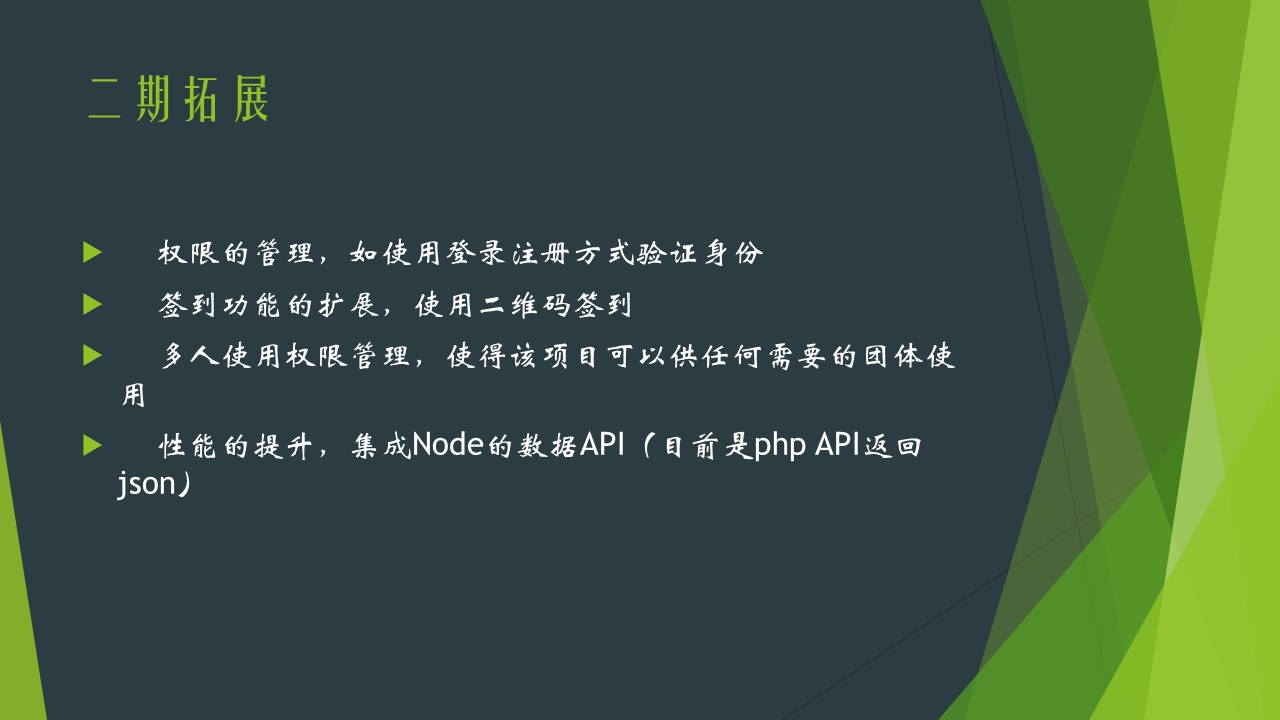 二期拓展
权限的管理，如使用登录注册方式验证身份
签到功能的扩展，使用二维码签到
多人使用权限管理，使得该项目可以供任何需要的团体使
用
性能的提升，集成Node的数据API（目前是php API返回
json）